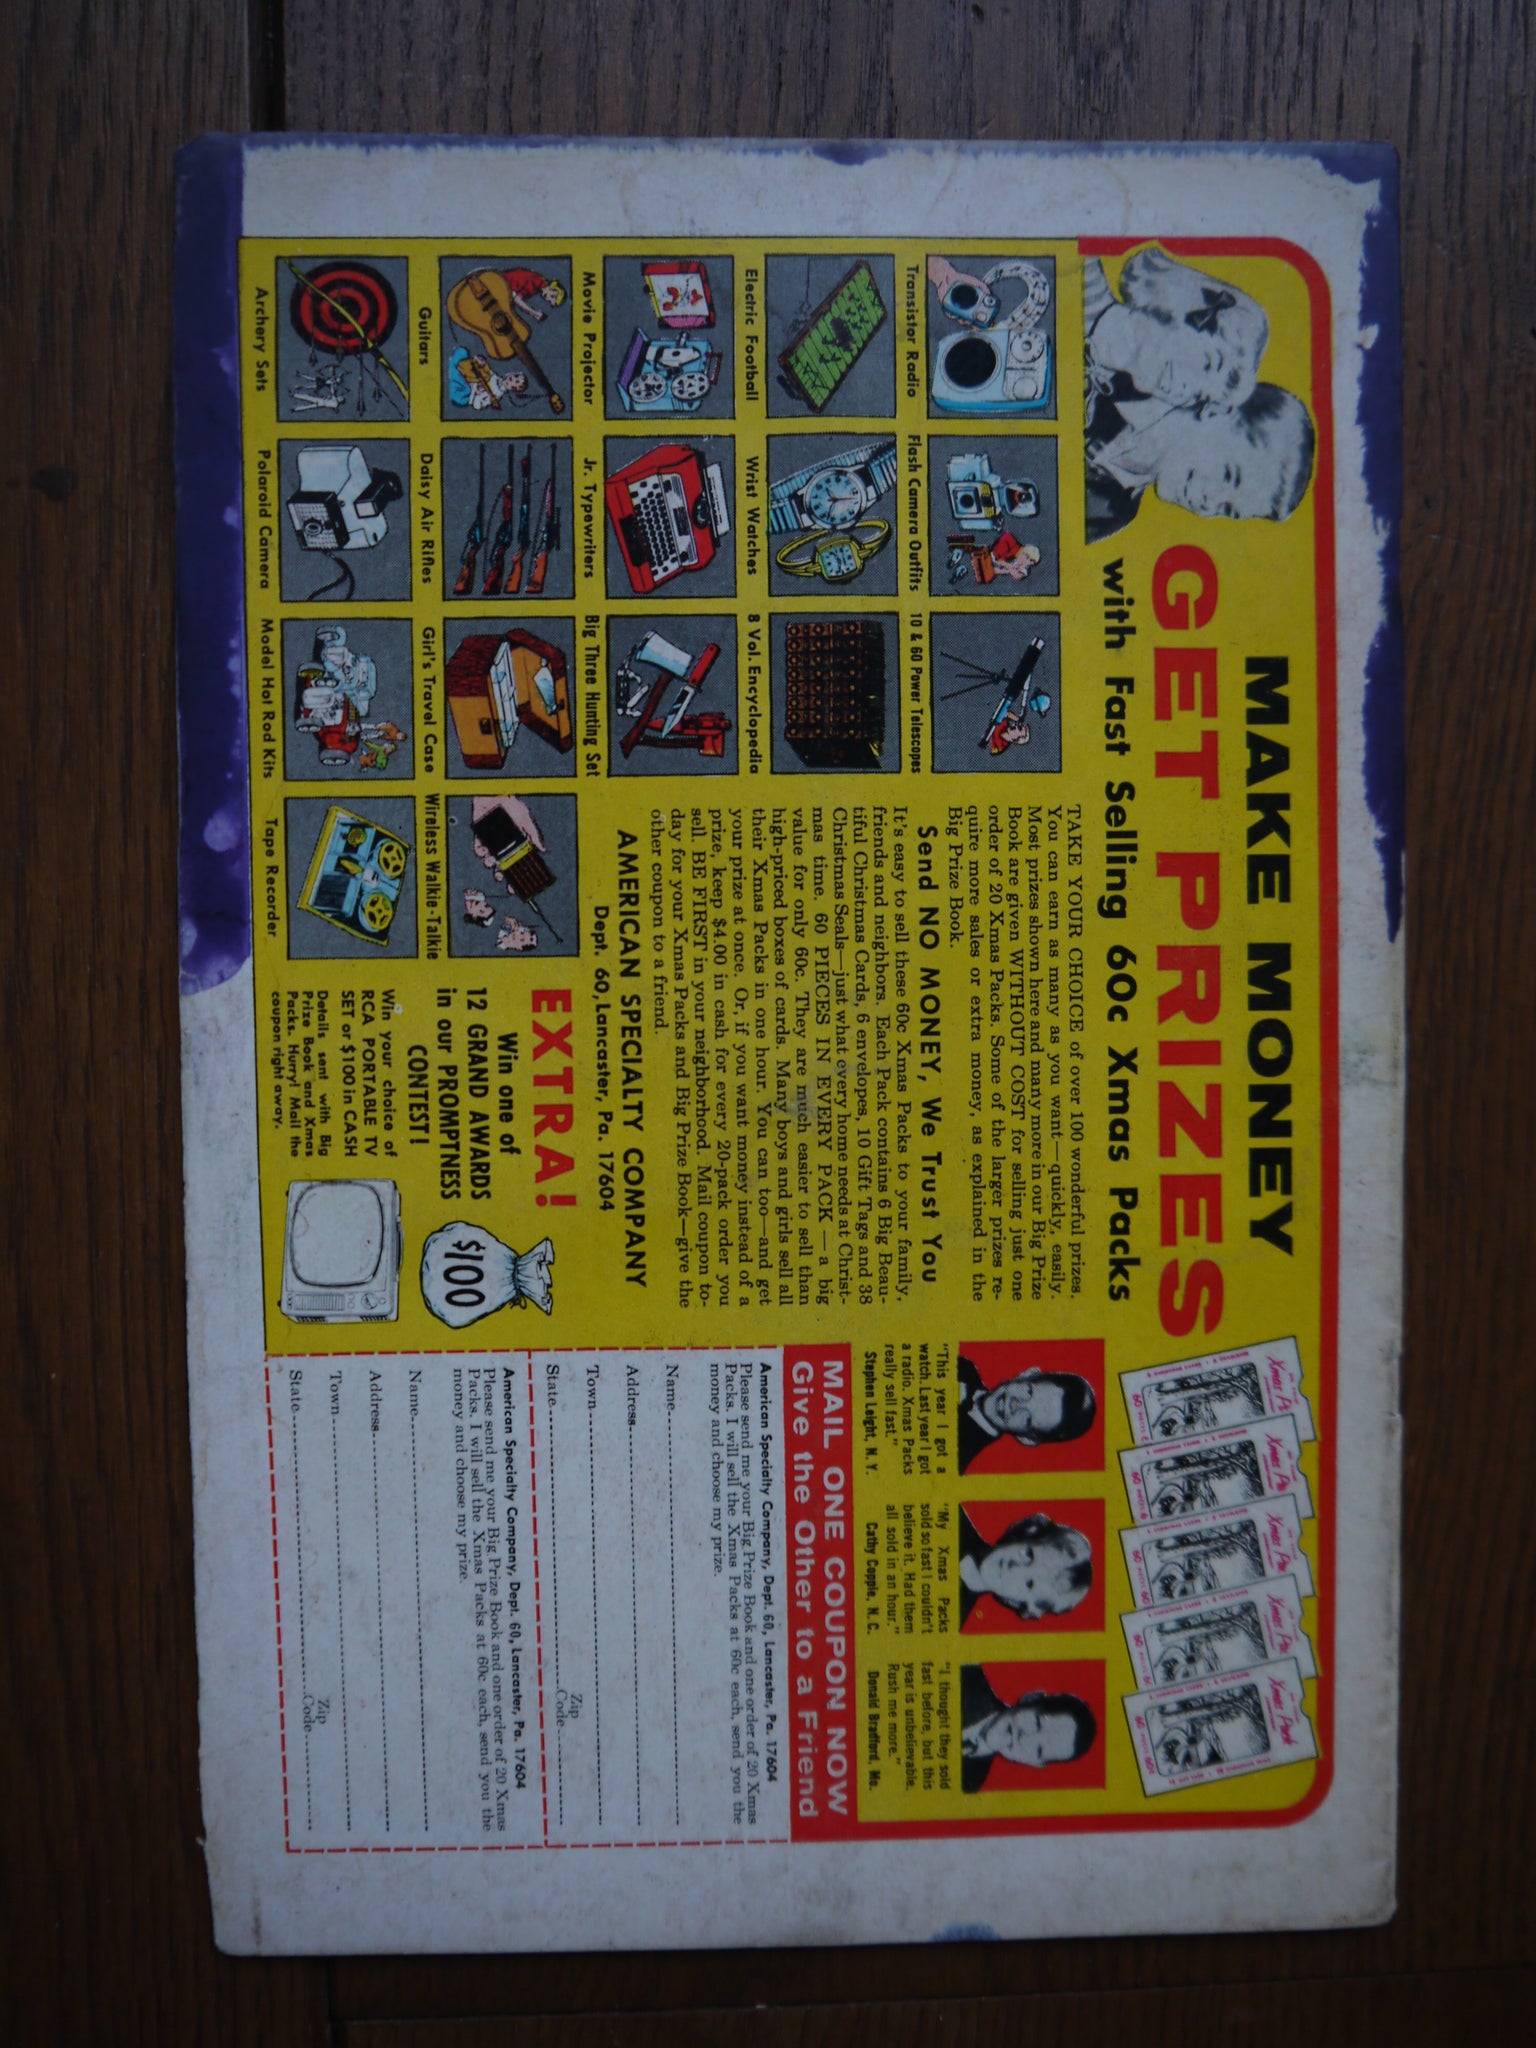 MAKE MONEY
GET PRIZES
with Fast Selling 60c Xmas Packs
TAKE YOUR CHOICE of over 100 wonderful prizes.
You can earn as many as you want—quickly, easily.
Most prizes shown here and many more in our Big Prize
Book are given WITHOUT COST for selling just one
order of 20 Xmas Packs. Some of the larger prizes re-
quire more sales or extra money, as explained in the
Big Prize Book.
Send NO MONEY, We Trust You
It's easy to sell these 60c Xmas Packs to your family,
friends and neighbors. Each Pack contains 6 Big Beau-
tiful Christmas Cards, 6 envelopes, 10 Gift Tags and 38
Christmas Seals—just what every home needs at Christ-
mas time. 60 PIECES IN EVERY PACK — a big
value for only 60c. They are much easier to sell than
high-priced boxes of cards. Many boys and girls sell all
their Xmas Packs in one hour. You can too—and get
your prize at once. Or, if you want money instead of a
prize, keep $4.00 in cash for every 20-pack order you
sell. BE FIRST in your neighborhood. Mail coupon to-
day for your Xmas Packs and Big Prize Book—give the
other coupon to a friend.
AMERICAN SPECIALTY COMPANY
Dept. 60, Lancaster, Pa. 17604
Transistor Radio
Flash Camera Outfits
10 & 60 Power Telescopes
Electric Football
Wrist Watches
8 Vol. Encyclopedia
Movie Projector
Jr. Typewriters
Big Three Hunting Set
Guitars
Daisy Air Rifles
Girl's Travel Case
Wireless Walkie-Talkie
Archery Sets
Polaroid Camera
Model Hot Rod Kits
Tape Recorder
EXTRA!
Win one of
12 GRAND AWARDS
in our PROMPTNESS
CONTEST!
$100
Win your choice of
RCA PORTABLE TV
SET or $100 in CASH
Details sent with Big
Prize Book and Xmas
Packs. Hurry! Mail the
coupon right away.
Xmas Pack
"This year I got a
watch. Last year I got
a radio. Xmas Packs
really sell fast."
Stephen Leight, N. Y.
"My Xmas Packs
sold so fast I couldn't
believe it. Had them
all sold in an hour."
Cathy Copple, N. C.
"I thought they sold
fast before, but this
year is unbelievable.
Rush me more."
Donald Bradford, Mo.
MAIL ONE COUPON NOW
Give the Other to a Friend
American Specialty Company, Dept. 60, Lancaster, Pa. 17604
Please send me your Big Prize Book and one order of 20 Xmas
Packs. I will sell the Xmas Packs at 60c each, send you the
money and choose my prize.
Name
Address
Town
Zip
State Code
American Specialty Company, Dept. 60, Lancaster, Pa. 17604
Please send me your Big Prize Book and one order of 20 Xmas
Packs. I will sell the Xmas Packs at 60c each, send you the
money and choose my prize.
Name
Address
Town
Zip
State Code